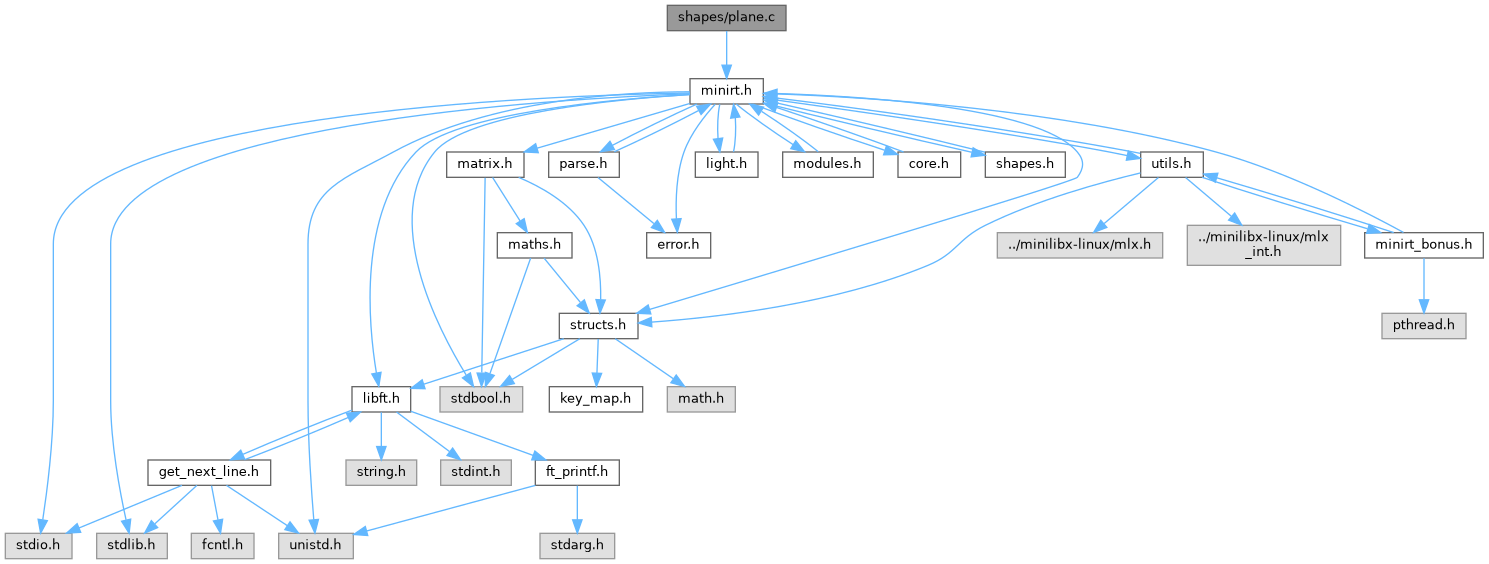 shapes/plane.c
minirt.h
matrix.h
parse.h
light.h
modules.h
core.h
shapes.h
utils.h
maths.h
error.h
../minilibx-linux/mlx.h
../minilibx-linux/mlx
_int.h
minirt_bonus.h
structs.h
pthread.h
libft.h
stdbool.h
key_map.h
math.h
get_next_line.h
string.h
stdint.h
ft_printf.h
stdio.h
stdlib.h
fcntl.h
unistd.h
stdarg.h